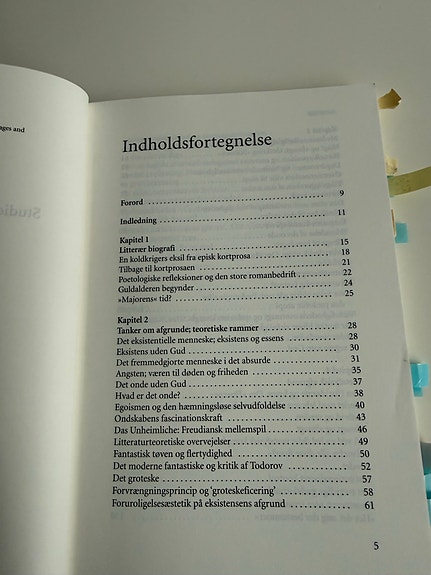 ages and
Indholdsfortegnelse
Forord 9
Indledning 11
Kapitel 1
Litterær biografi 15
En koldkrigers eksil fra episk kortprosa 18
Tilbage til kortprosaen 21
Poetologiske refleksioner og den store romanbedrift 22
Guldalderen begynder 24
»Majorens« tid? 25
Kapitel 2
Tanker om afgrunde; teoretiske rammer 28
Det eksistentielle menneske; eksistens og essens 28
Eksistens uden Gud 30
Det fremmedgjorte menneske i det absurde 31
Angsten; væren til døden og friheden 35
Det onde uden Gud 37
Hvad er det onde? 38
Egoismen og den hæmningsløse selvudfoldelse 40
Ondskabens fascinationskraft 43
Das Unheimliche: Freudiansk mellemspil 46
Litteraturteoretiske overvejelser 49
Fantastisk tøven og flertydighed 50
Det moderne fantastiske og kritik af Todorov 52
Det groteske 57
Forvrængningsprincip og ‘groteskeficering’ 58
Foruroligelsesæstetik på eksistensens afgrund 61
5